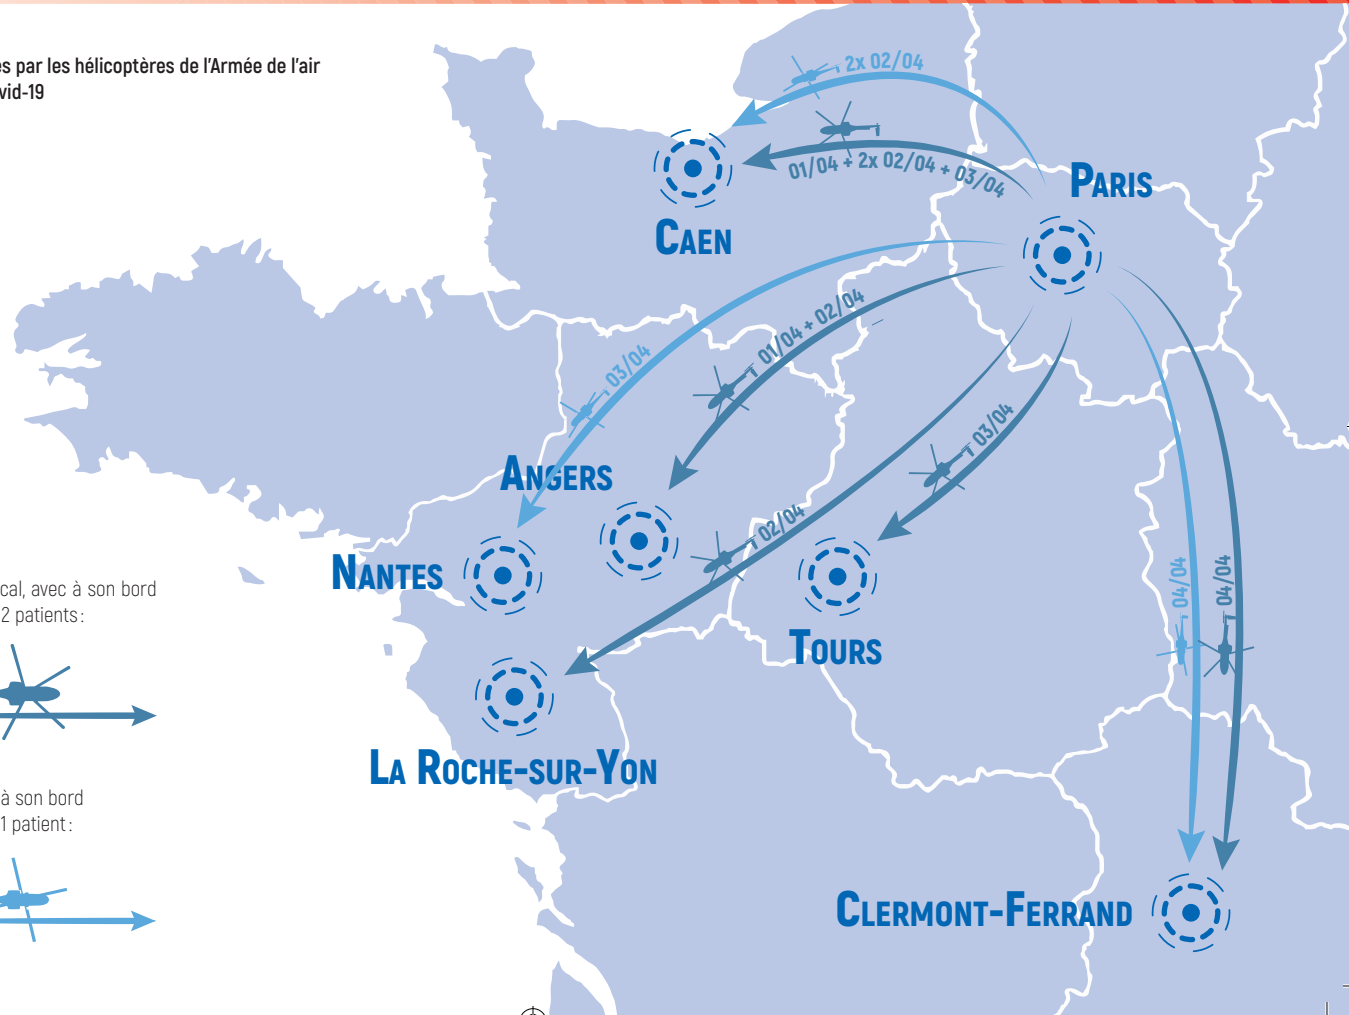 es par les hélicoptères de l'Armée de l'air
vid-19
2x 02/04
01/04 + 2x 02/04 + 03/04
PARIS
CAEN
01/04 + 02/04
03/04
03/04
ANGERS
02/04
NANTES
TOURS
04/04
04/04
cal, avec à son bord
2 patients :
LA ROCHE-SUR-YON
à son bord
1 patient :
CLERMONT-FERRAND